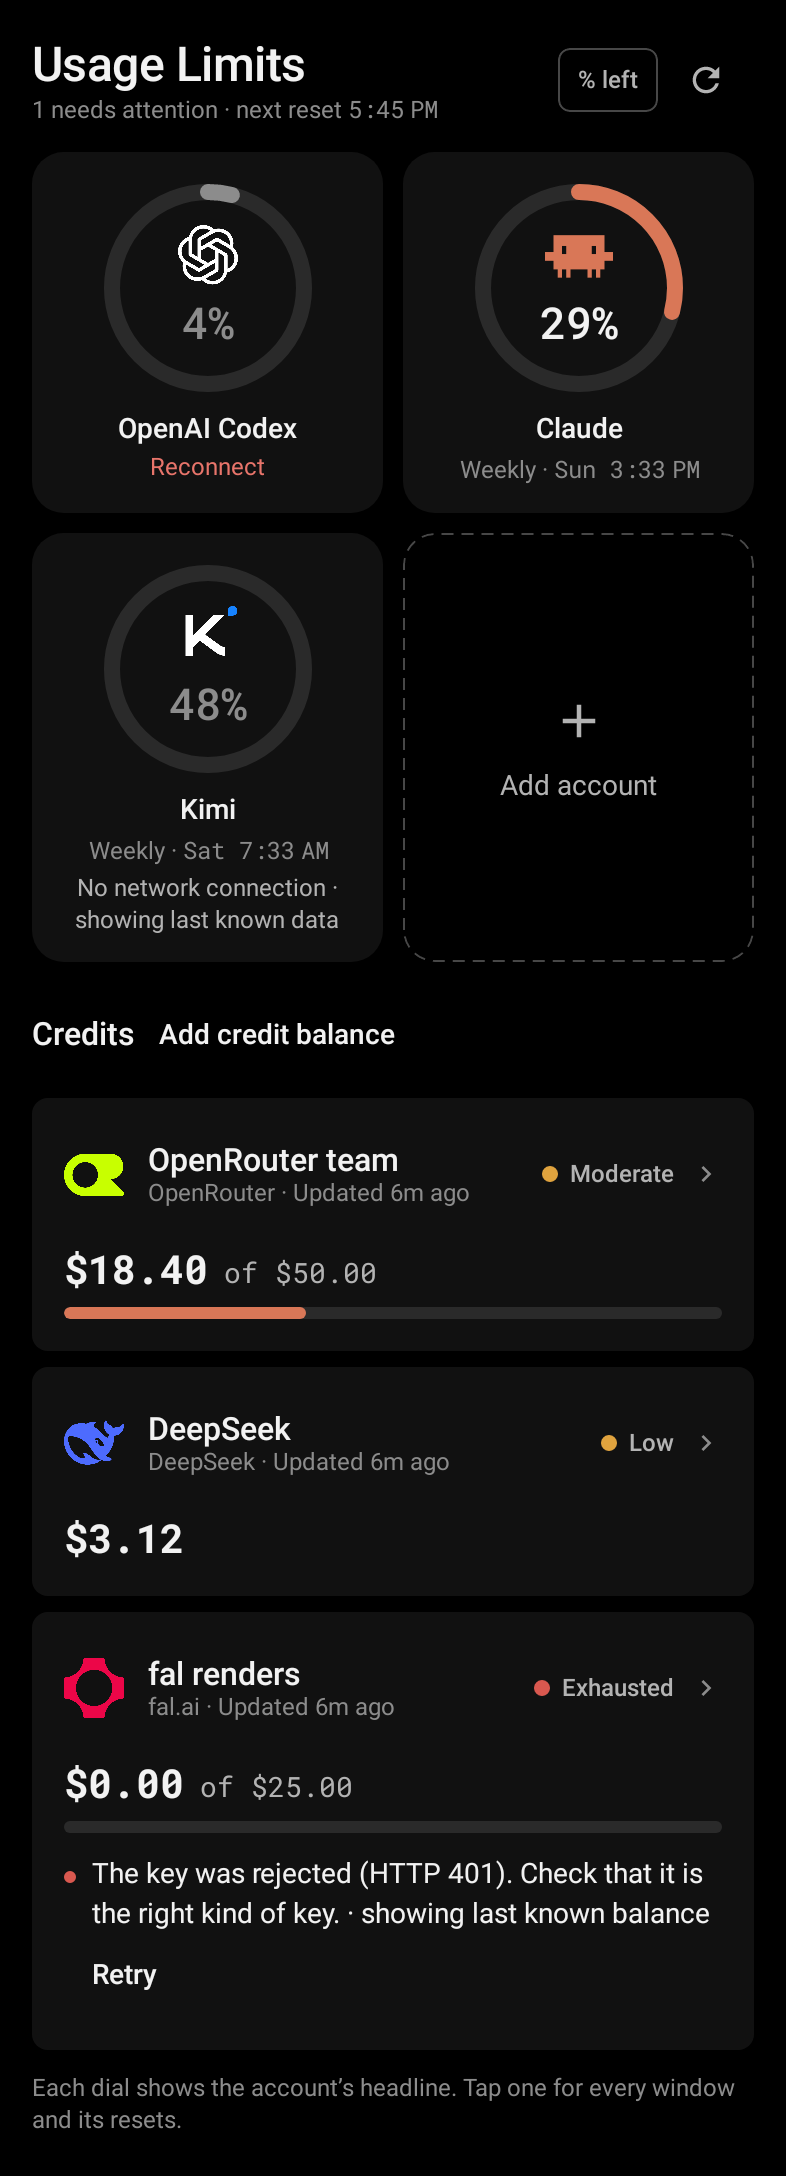 Usage Limits
1 needs attention · next reset 5:45 PM
% left
4%
OpenAI Codex
Reconnect
29%
Claude
Weekly · Sun 3:33 PM
48%
Kimi
Weekly · Sat 7:33 AM
No network connection ·
showing last known data
Add account
Credits
Add credit balance
OpenRouter team
OpenRouter · Updated 6m ago
Moderate
$18.40 of $50.00
DeepSeek
DeepSeek · Updated 6m ago
Low
$3.12
fal renders
fal.ai · Updated 6m ago
Exhausted
$0.00 of $25.00
The key was rejected (HTTP 401). Check that it is
the right kind of key. · showing last known balance
Retry
Each dial shows the account’s headline. Tap one for every window
and its resets.